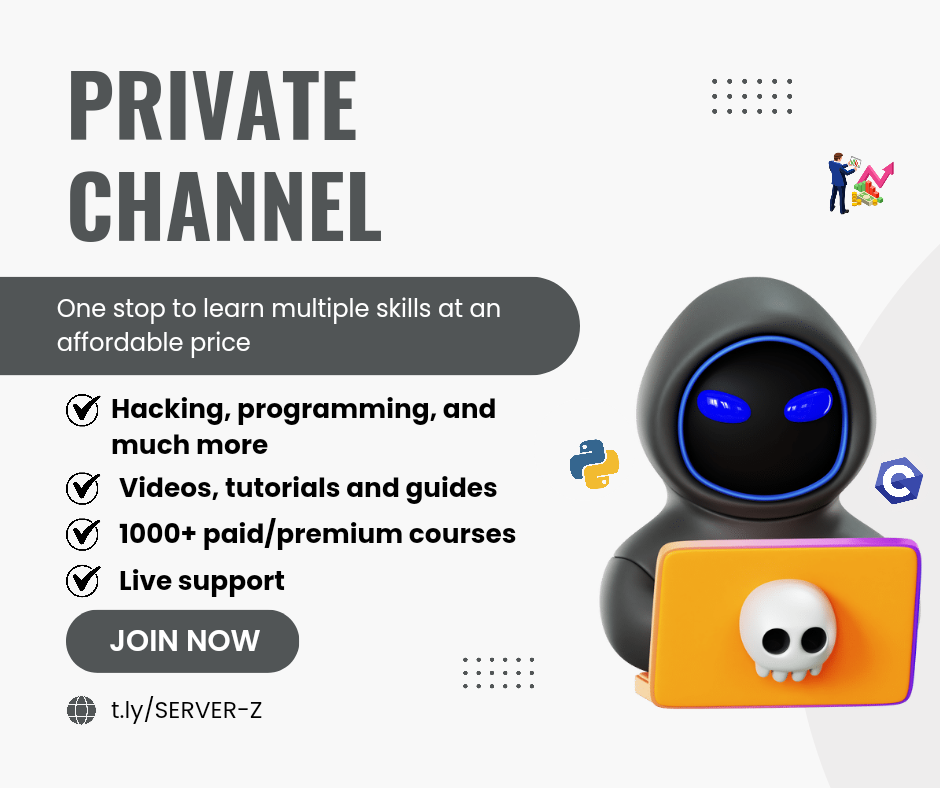 PRIVATE
CHANNEL
One stop to learn multiple skills at an
affordable price
Hacking, programming, and
much more
Videos, tutorials and guides
1000+ paid/premium courses
Live support
JOIN NOW
t.ly/SERVER-Z
C